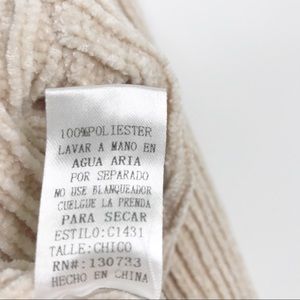 100%POLIESTER
LAVAR A MANO EN
AGUA ARIA
POR SEPARADO
NO USE BLANQUEADOR
CUELGUE LA PRENDA
PARA SECAR
ESTILO:C1431
TALLE:CHICO
RN#:130733
HECHO EN CHINA